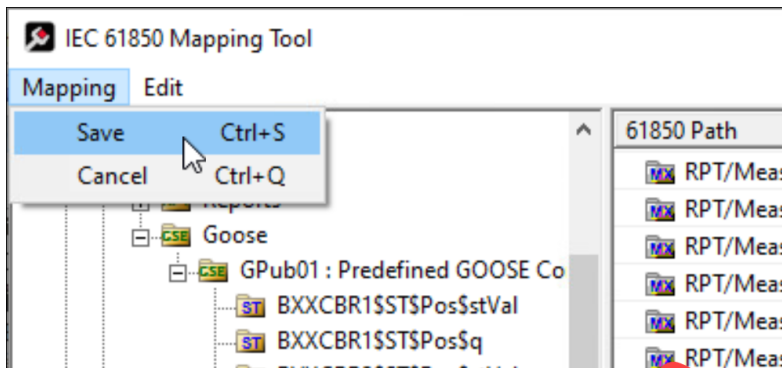 IEC 61850 Mapping Tool
Mapping Edit
Save Ctrl+S
Cancel Ctrl+Q
Reports
Goose
GPub01 : Predefined GOOSE Co
BXXCBR1$ST$Pos$stVal
BXXCBR1$ST$Pos$q
61850 Path
RPT/Meas
RPT/Meas
RPT/Meas
RPT/Meas
RPT/Meas
RPT/Meas